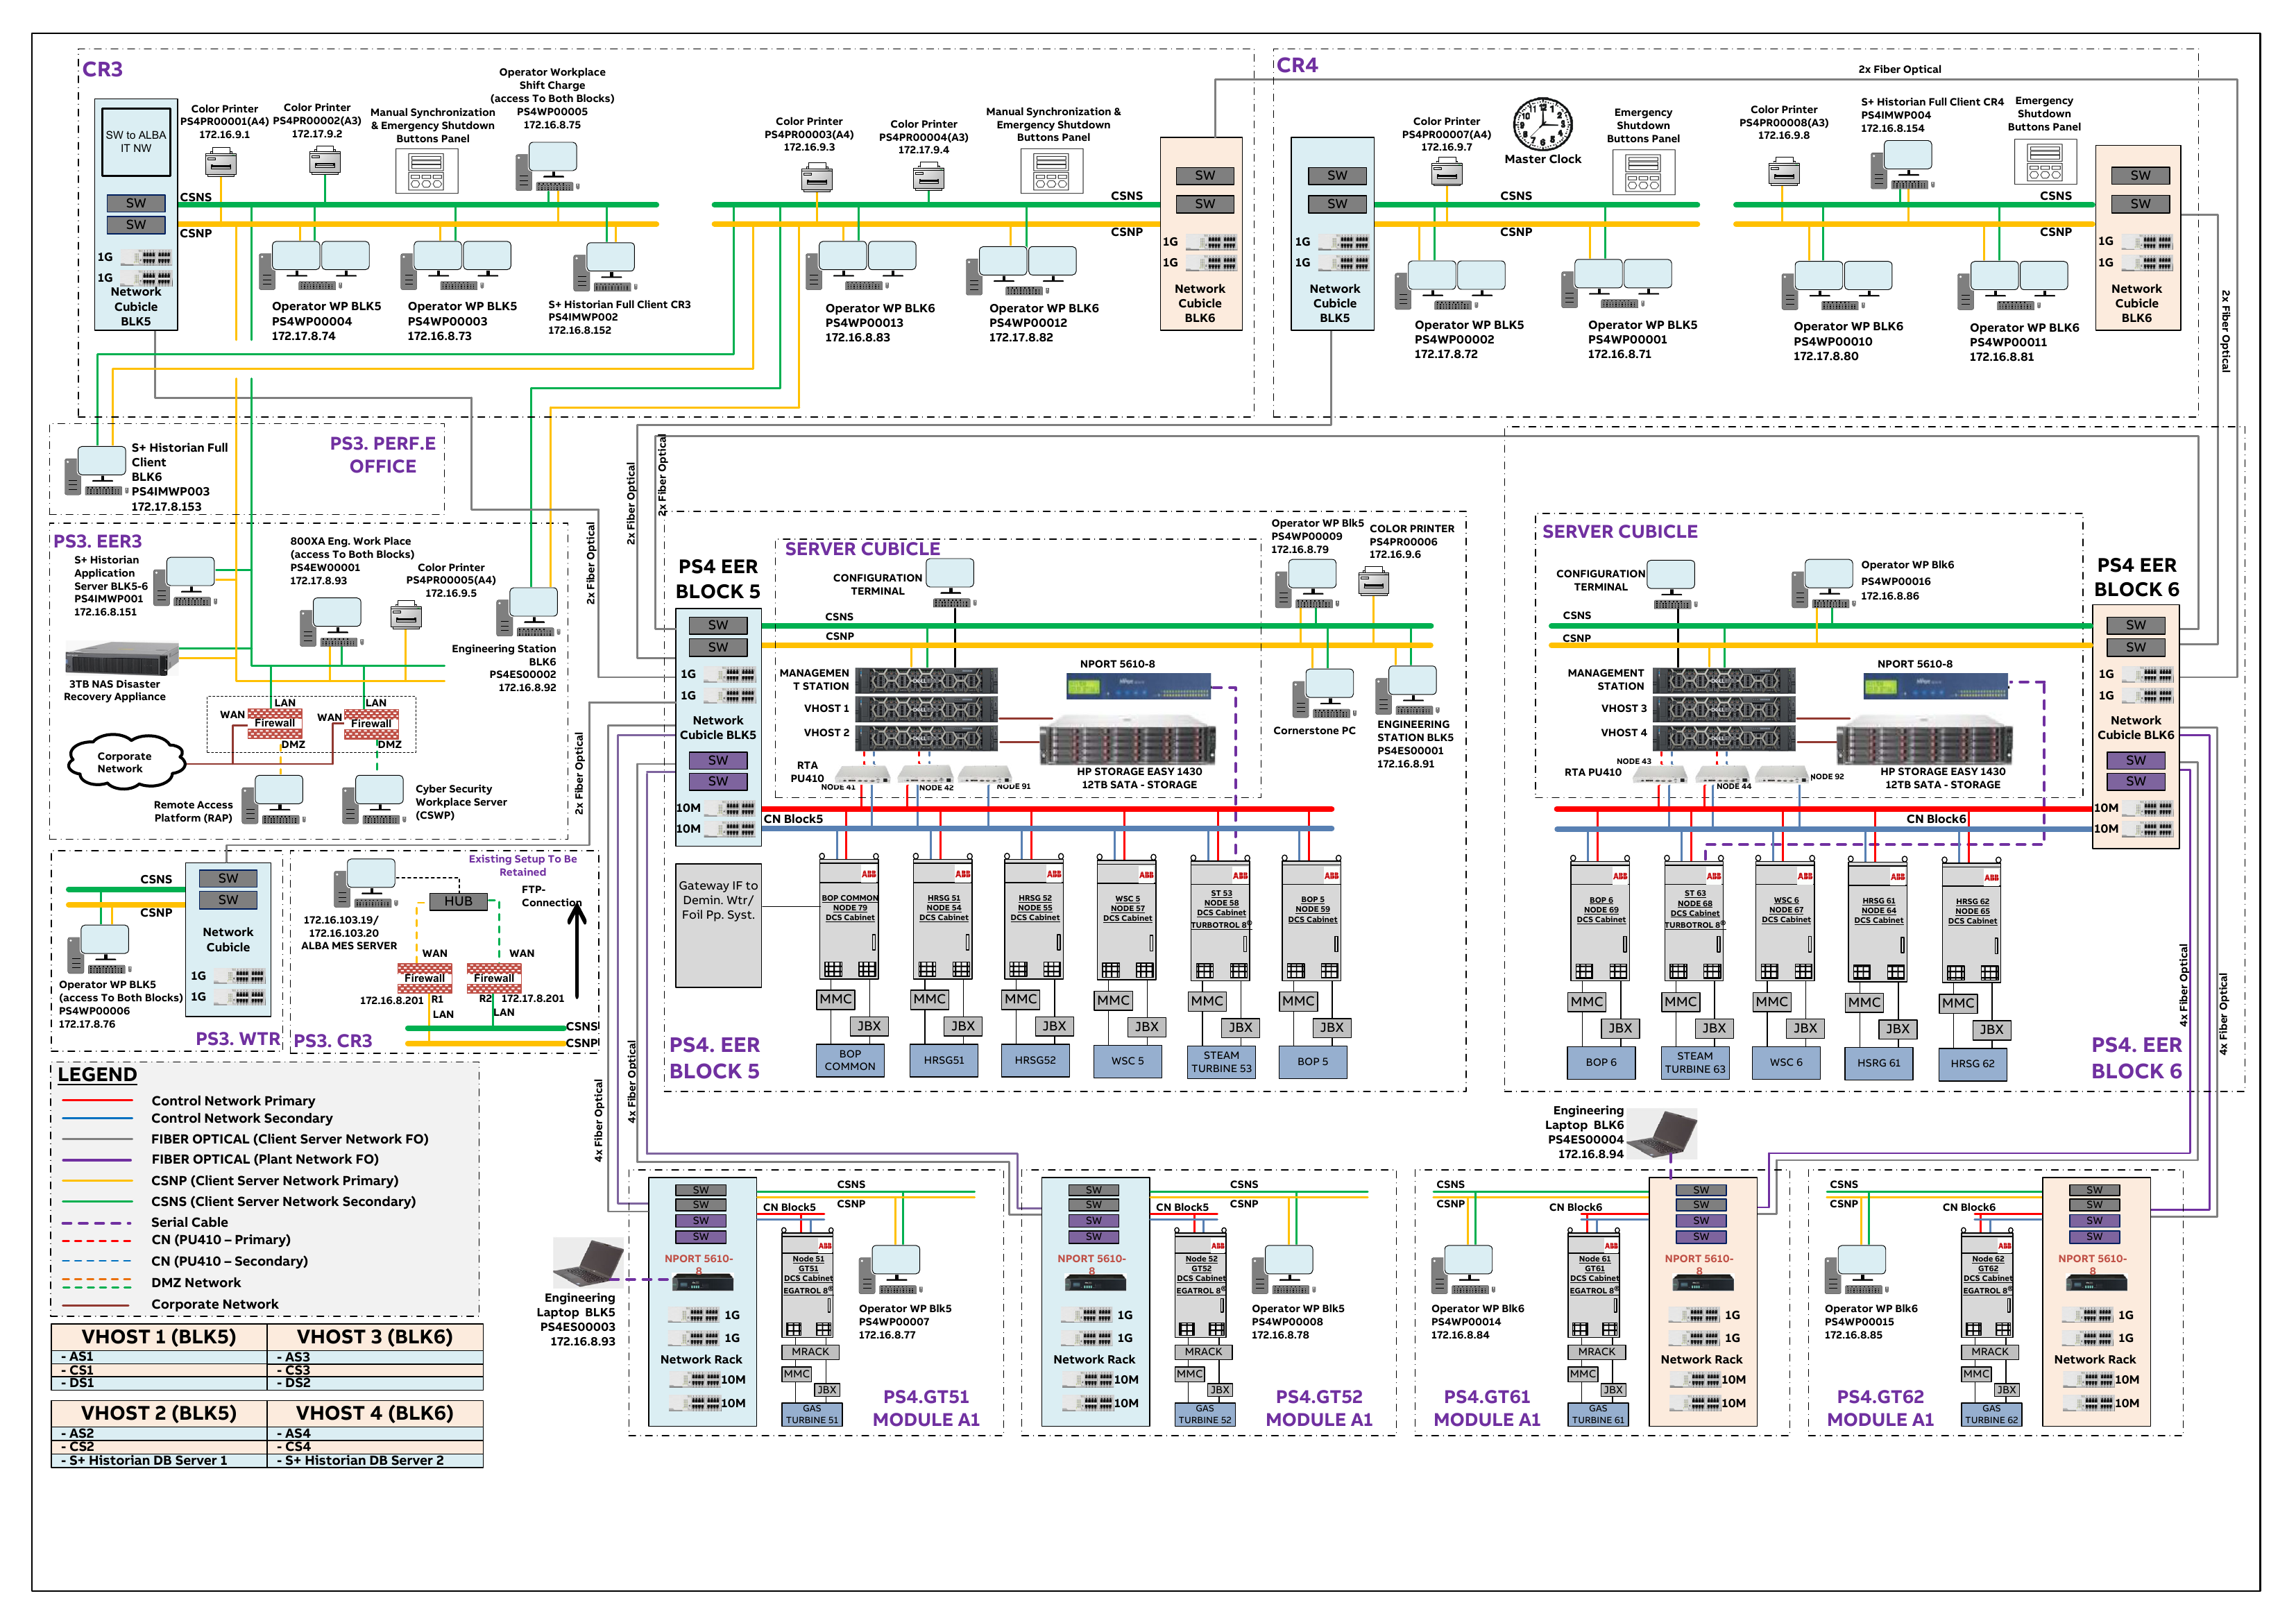 CR3
SW to ALBA
IT NW
SW
SW
1G
1G
Network
Cubicle
BLK5
CSNS
CSNP
Color Printer
PS4PR00001(A4)
172.16.9.1
Color Printer
PS4PR00002(A3)
172.17.9.2
Manual Synchronization
& Emergency Shutdown
Buttons Panel
Operator Workplace
Shift Charge
(access To Both Blocks)
PS4WP00005
172.16.8.75
Operator WP BLK5
PS4WP00004
172.17.8.74
Operator WP BLK5
PS4WP00003
172.16.8.73
S+ Historian Full Client CR3
PS4IMWP002
172.16.8.152
Color Printer
PS4PR00003(A4)
172.16.9.3
Color Printer
PS4PR00004(A3)
172.17.9.4
Manual Synchronization &
Emergency Shutdown
Buttons Panel
CSNS
CSNP
Operator WP BLK6
PS4WP00013
172.16.8.83
Operator WP BLK6
PS4WP00012
172.17.8.82
SW
SW
1G
1G
Network
Cubicle
BLK6
CR4
2x Fiber Optical
SW
SW
1G
1G
Network
Cubicle
BLK5
Color Printer
PS4PR00007(A4)
172.16.9.7
Master Clock
Emergency
Shutdown
Buttons Panel
CSNS
CSNP
Operator WP BLK5
PS4WP00002
172.17.8.72
Operator WP BLK5
PS4WP00001
172.16.8.71
Color Printer
PS4PR00008(A3)
172.16.9.8
S+ Historian Full Client CR4
PS4IMWP004
172.16.8.154
Emergency
Shutdown
Buttons Panel
CSNS
CSNP
Operator WP BLK6
PS4WP00010
172.17.8.80
Operator WP BLK6
PS4WP00011
172.16.8.81
SW
SW
1G
1G
Network
Cubicle
BLK6
2x Fiber Optical
PS3. PERF.E
OFFICE
S+ Historian Full
Client
BLK6
PS4IMWP003
172.17.8.153
PS3. EER3
S+ Historian
Application
Server BLK5-6
PS4IMWP001
172.16.8.151
800XA Eng. Work Place
(access To Both Blocks)
PS4EW00001
172.17.8.93
Color Printer
PS4PR00005(A4)
172.16.9.5
Engineering Station
BLK6
PS4ES00002
172.16.8.92
3TB NAS Disaster
Recovery Appliance
LAN
WAN
Firewall
DMZ
LAN
WAN
Firewall
DMZ
Corporate
Network
Remote Access
Platform (RAP)
Cyber Security
Workplace Server
(CSWP)
2x Fiber Optical
2x Fiber Optical
2x Fiber Optical
2x Fiber Optical
CSNS
CSNP
SW
SW
Network
Cubicle
1G
1G
Operator WP BLK5
(access To Both Blocks)
PS4WP00006
172.17.8.76
PS3. WTR
Existing Setup To Be
Retained
FTP-
Connection
HUB
172.16.103.19/
172.16.103.20
ALBA MES SERVER
WAN
WAN
Firewall
Firewall
172.16.8.201
R1
R2
172.17.8.201
LAN
LAN
CSNS
CSNP
PS3. CR3
PS4 EER
BLOCK 5
SW
SW
1G
1G
Network
Cubicle BLK5
SW
SW
10M
10M
SERVER CUBICLE
CONFIGURATION
TERMINAL
CSNS
CSNP
MANAGEMEN
T STATION
VHOST 1
VHOST 2
NPORT 5610-8
RTA
PU410
NODE 41
NODE 42
NODE 91
HP STORAGE EASY 1430
12TB SATA - STORAGE
Operator WP Blk5
PS4WP00009
172.16.8.79
COLOR PRINTER
PS4PR00006
172.16.9.6
Cornerstone PC
ENGINEERING
STATION BLK5
PS4ES00001
172.16.8.91
CN Block5
Gateway IF to
Demin. Wtr/
Foil Pp. Syst.
ABB
BOP COMMON
NODE 79
DCS Cabinet
ABB
HRSG 51
NODE 54
DCS Cabinet
ABB
HRSG 52
NODE 55
DCS Cabinet
ABB
WSC 5
NODE 57
DCS Cabinet
ABB
ST 53
NODE 58
DCS Cabinet
TURBOTROL 8®
ABB
BOP 5
NODE 59
DCS Cabinet
MMC
MMC
MMC
MMC
MMC
MMC
JBX
JBX
JBX
JBX
JBX
JBX
BOP
COMMON
HRSG51
HRSG52
WSC 5
STEAM
TURBINE 53
BOP 5
PS4. EER
BLOCK 5
SERVER CUBICLE
CONFIGURATION
TERMINAL
Operator WP Blk6
PS4WP00016
172.16.8.86
CSNS
CSNP
MANAGEMENT
STATION
VHOST 3
VHOST 4
NPORT 5610-8
RTA PU410
NODE 43
NODE 44
NODE 92
HP STORAGE EASY 1430
12TB SATA - STORAGE
PS4 EER
BLOCK 6
SW
SW
1G
1G
Network
Cubicle BLK6
SW
SW
10M
10M
CN Block6
ABB
BOP 6
NODE 69
DCS Cabinet
ABB
ST 63
NODE 68
DCS Cabinet
TURBOTROL 8®
ABB
WSC 6
NODE 67
DCS Cabinet
ABB
HRSG 61
NODE 64
DCS Cabinet
ABB
HRSG 62
NODE 65
DCS Cabinet
MMC
MMC
MMC
MMC
MMC
JBX
JBX
JBX
JBX
JBX
BOP 6
STEAM
TURBINE 63
WSC 6
HSRG 61
HRSG 62
PS4. EER
BLOCK 6
4x Fiber Optical
4x Fiber Optical
4x Fiber Optical
4x Fiber Optical
LEGEND
Control Network Primary
Control Network Secondary
FIBER OPTICAL (Client Server Network FO)
FIBER OPTICAL (Plant Network FO)
CSNP (Client Server Network Primary)
CSNS (Client Server Network Secondary)
Serial Cable
CN (PU410 – Primary)
CN (PU410 – Secondary)
DMZ Network
Corporate Network
VHOST 1 (BLK5)
VHOST 3 (BLK6)
- AS1
- AS3
- CS1
- CS3
- DS1
- DS2
VHOST 2 (BLK5)
VHOST 4 (BLK6)
- AS2
- AS4
- CS2
- CS4
- S+ Historian DB Server 1
- S+ Historian DB Server 2
Engineering
Laptop BLK5
PS4ES00003
172.16.8.93
SW
SW
SW
SW
NPORT 5610-
8
1G
1G
Network Rack
10M
10M
CSNS
CSNP
CN Block5
ABB
Node 51
GT51
DCS Cabinet
EGATROL 8®
MRACK
MMC
JBX
GAS
TURBINE 51
Operator WP Blk5
PS4WP00007
172.16.8.77
PS4.GT51
MODULE A1
SW
SW
SW
SW
NPORT 5610-
8
1G
1G
Network Rack
10M
10M
CSNS
CSNP
CN Block5
ABB
Node 52
GT52
DCS Cabinet
EGATROL 8®
MRACK
MMC
JBX
GAS
TURBINE 52
Operator WP Blk5
PS4WP00008
172.16.8.78
PS4.GT52
MODULE A1
Engineering
Laptop BLK6
PS4ES00004
172.16.8.94
CSNS
CSNP
CN Block6
ABB
Node 61
GT61
DCS Cabinet
EGATROL 8®
MRACK
MMC
JBX
GAS
TURBINE 61
Operator WP Blk6
PS4WP00014
172.16.8.84
PS4.GT61
MODULE A1
SW
SW
SW
SW
NPORT 5610-
8
1G
1G
Network Rack
10M
10M
CSNS
CSNP
CN Block6
ABB
Node 62
GT62
DCS Cabinet
EGATROL 8®
MRACK
MMC
JBX
GAS
TURBINE 62
Operator WP Blk6
PS4WP00015
172.16.8.85
PS4.GT62
MODULE A1
SW
SW
SW
SW
NPORT 5610-
8
1G
1G
Network Rack
10M
10M